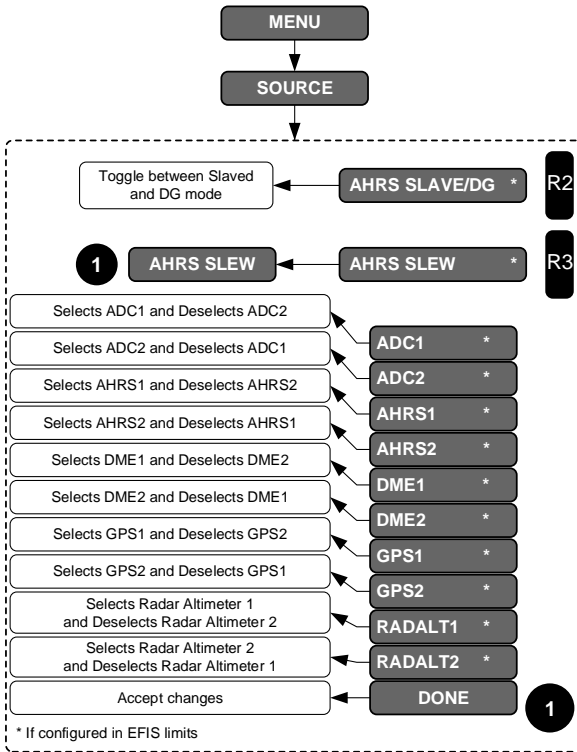 MENU
SOURCE
Toggle between Slaved
and DG mode
AHRS SLAVE/DG *
R2
1
AHRS SLEW
AHRS SLEW *
R3
Selects ADC1 and Deselects ADC2
ADC1 *
Selects ADC2 and Deselects ADC1
ADC2 *
Selects AHRS1 and Deselects AHRS2
AHRS1 *
Selects AHRS2 and Deselects AHRS1
AHRS2 *
Selects DME1 and Deselects DME2
DME1 *
Selects DME2 and Deselects DME1
DME2 *
Selects GPS1 and Deselects GPS2
GPS1 *
Selects GPS2 and Deselects GPS1
GPS2 *
Selects Radar Altimeter 1
and Deselects Radar Altimeter 2
RADALT1 *
Selects Radar Altimeter 2
and Deselects Radar Altimeter 1
RADALT2 *
Accept changes
DONE
1
* If configured in EFIS limits